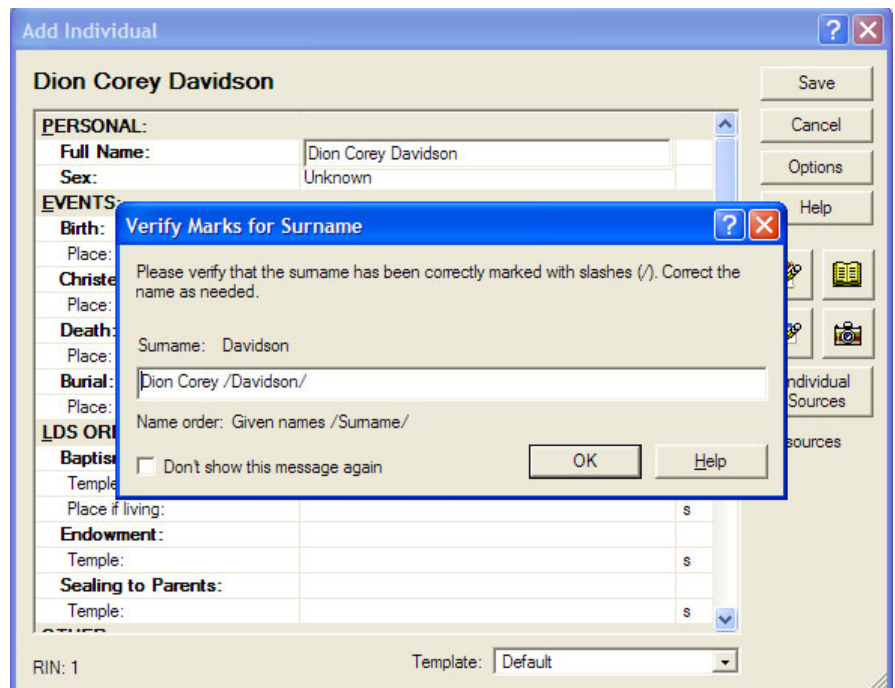 Add Individual
Dion Corey Davidson
Save
PERSONAL:
Cancel
Full Name: Dion Corey Davidson
Sex: Unknown
Options
EVENTS:
Help
Birth:
Place:
Christe
Place:
Death:
Place:
Burial:
Place:
LDS ORD
Baptis
Temple
Verify Marks for Surname
Please verify that the surname has been correctly marked with slashes (/). Correct the
name as needed.
Surname: Davidson
Dion Corey /Davidson/
Name order: Given names /Surname/
Don't show this message again
OK
Help
ndividual
Sources
sources
Place if living: s
Endowment:
Temple: s
Sealing to Parents:
Temple: s
RIN: 1
Template: Default